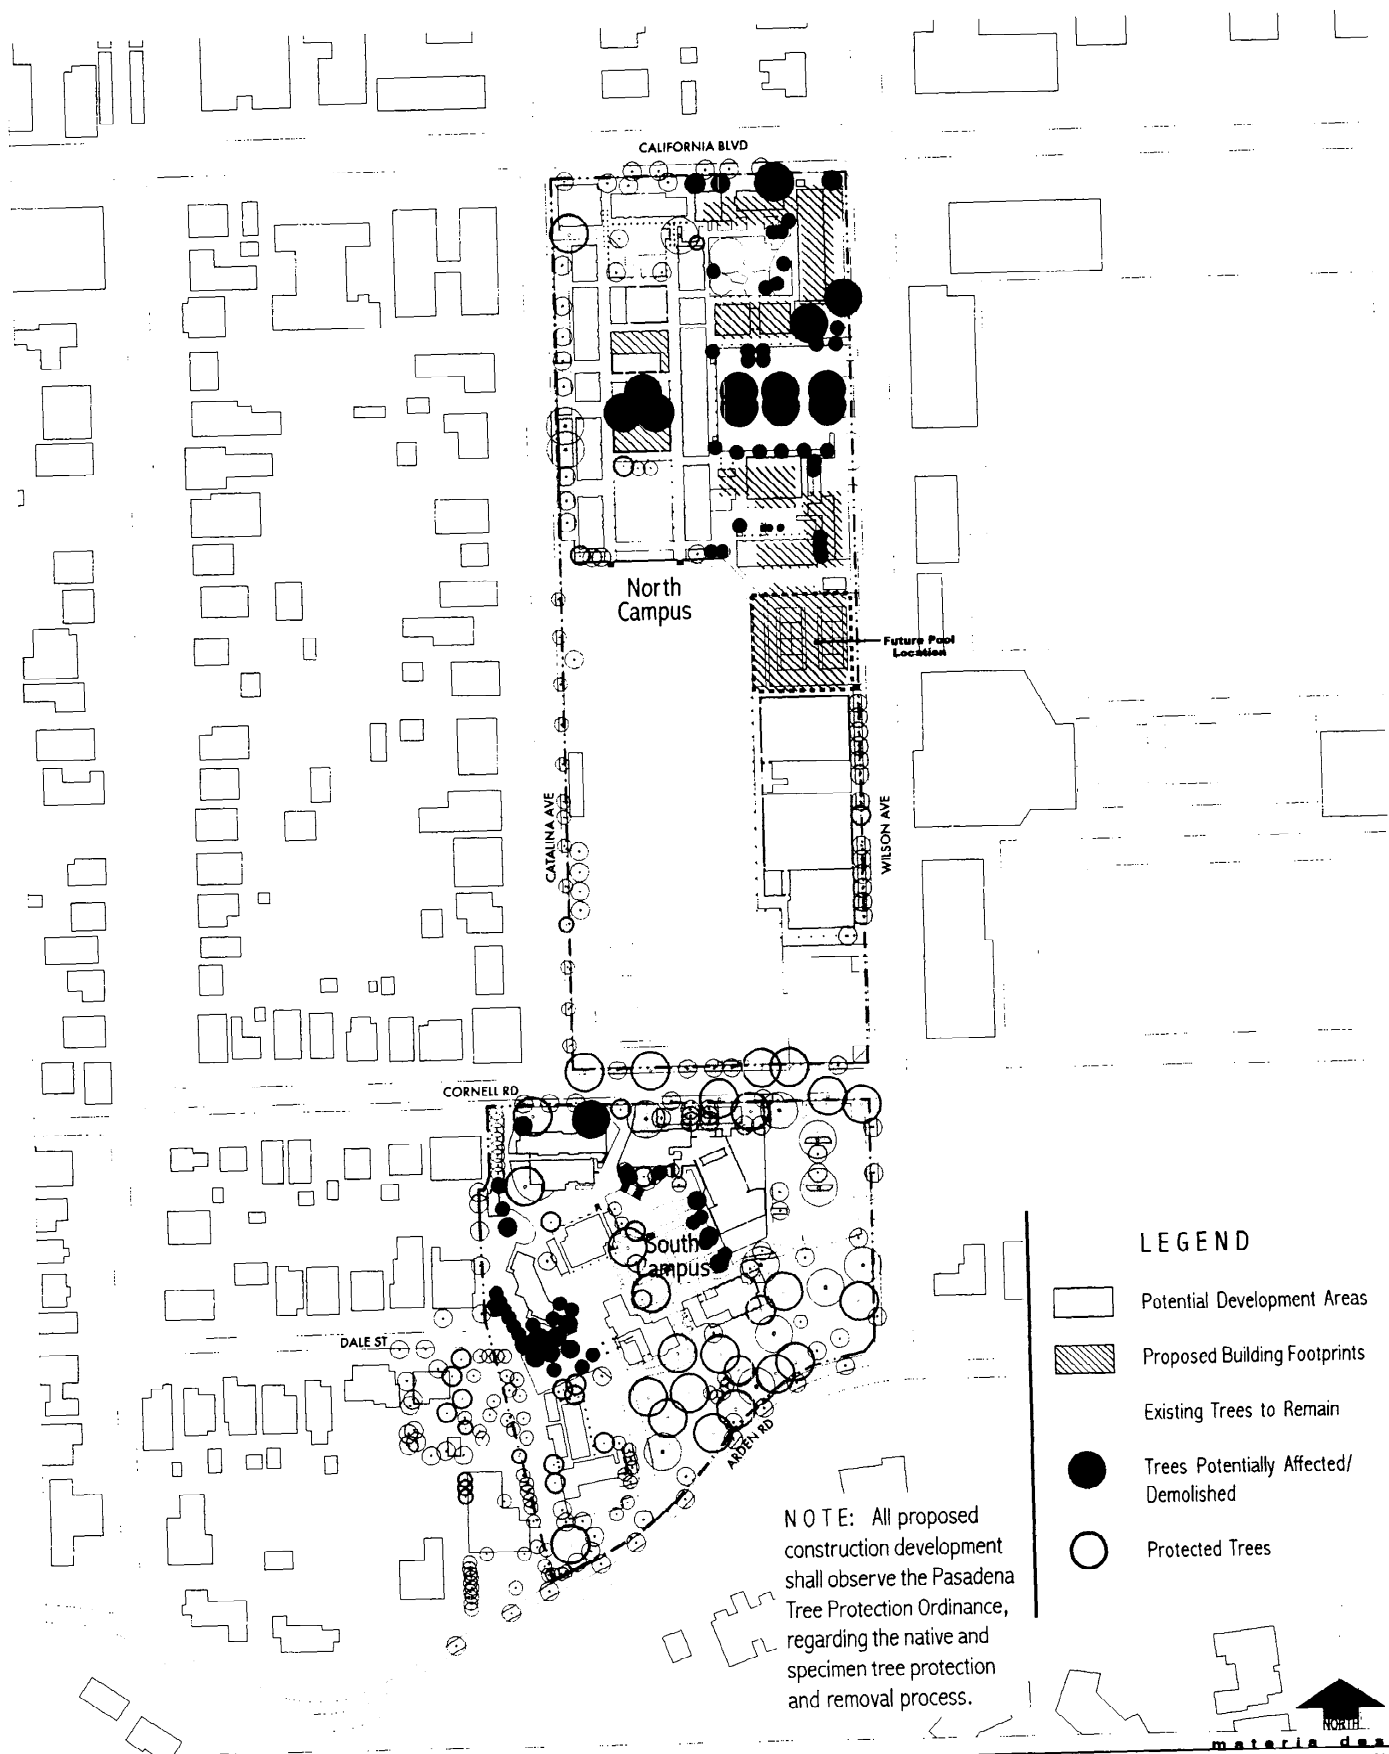 CALIFORNIA BLVD
North
Campus
Future Pool
Location
CATALINA AVE
WILSON AVE
CORNELL RD
South
Campus
DALE ST
ARDEN RD
LEGEND
Potential Development Areas
Proposed Building Footprints
Existing Trees to Remain
Trees Potentially Affected/
Demolished
Protected Trees
NOTE: All proposed
construction development
shall observe the Pasadena
Tree Protection Ordinance,
regarding the native and
specimen tree protection
and removal process.
NORTH
materia des